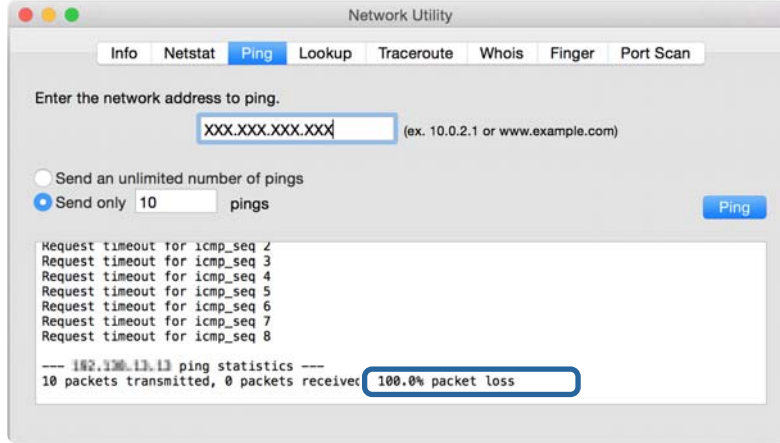 Network Utility
Info Netstat Ping Lookup Traceroute Whois Finger Port Scan
Enter the network address to ping.
XXX.XXX.XXX.XXX (ex. 10.0.2.1 or www.example.com)
Send an unlimited number of pings
Send only 10 pings
Ping
Request timeout for icmp_seq 2
Request timeout for icmp_seq 3
Request timeout for icmp_seq 4
Request timeout for icmp_seq 5
Request timeout for icmp_seq 6
Request timeout for icmp_seq 7
Request timeout for icmp_seq 8
--- ping statistics ---
10 packets transmitted, 0 packets received 100.0% packet loss